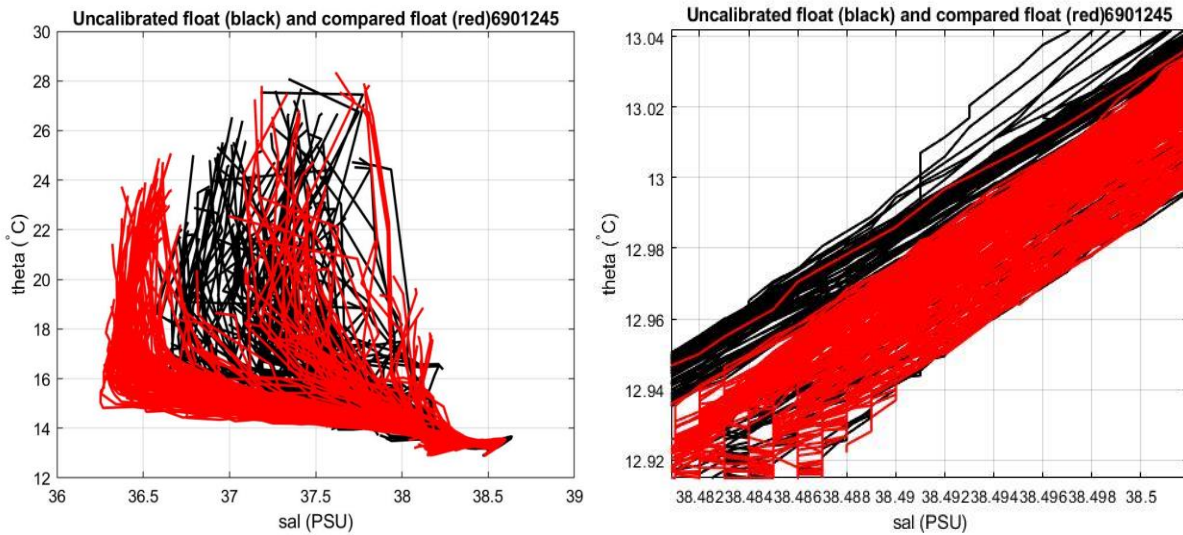 Uncalibrated float (black) and compared float (red)6901245
30
28
26
24
22
20
18
16
14
12
theta (°C)
36 36.5 37 37.5 38 38.5 39
sal (PSU)
Uncalibrated float (black) and compared float (red)6901245
13.04
13.02
13
12.98
12.96
12.94
12.92
theta (°C)
38.482 38.484 38.486 38.488 38.49 38.492 38.494 38.496 38.498 38.5
sal (PSU)